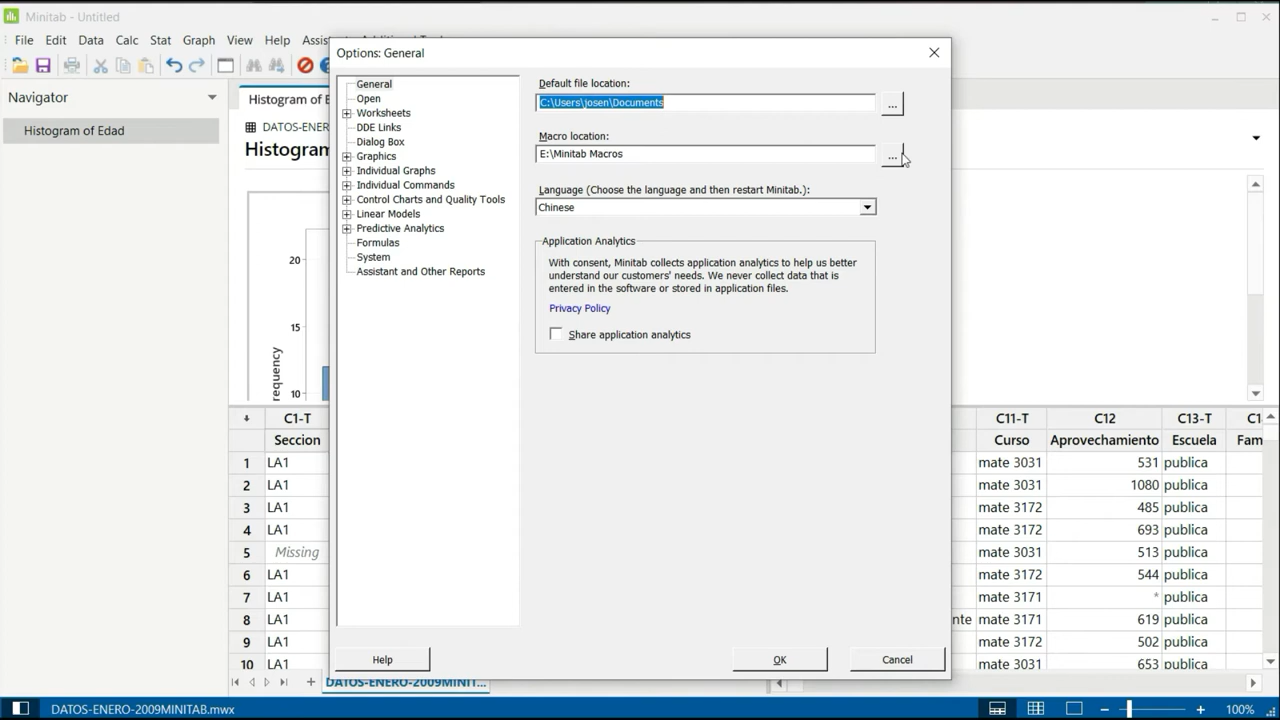 Minitab - Untitled
File Edit Data Calc Stat Graph View Help
Navigator
Histogram of Edad
Histogram of E
DATOS-ENER
Histogram
20
15
10
requency
Options: General
General
Open
Worksheets
DDE Links
Dialog Box
Graphics
Individual Graphs
Individual Commands
Control Charts and Quality Tools
Linear Models
Predictive Analytics
Formulas
System
Assistant and Other Reports
Default file location:
C:\Users\josen\Documents
...
Macro location:
E:\Minitab Macros
...
Language (Choose the language and then restart Minitab.):
Chinese
Application Analytics
With consent, Minitab collects application analytics to help us better
understand our customers' needs. We never collect data that is
entered in the software or stored in application files.
Privacy Policy
Share application analytics
Help OK Cancel
C1-T C11-T C12 C13-T C1
Seccion Curso Aprovechamiento Escuela Fam
1 LA1 mate 3031 531 publica
2 LA1 mate 3031 1080 publica
3 LA1 mate 3172 485 publica
4 LA1 mate 3172 693 publica
5 Missing mate 3031 513 publica
6 LA1 mate 3172 544 publica
7 LA1 mate 3171 * publica
8 LA1 nte mate 3171 619 publica
9 LA1 mate 3172 502 publica
10 LA1 mate 3031 653 publica
DATOS-ENERO-2009MINITAB...
DATOS-ENERO-2009MINITAB.mwx
100%